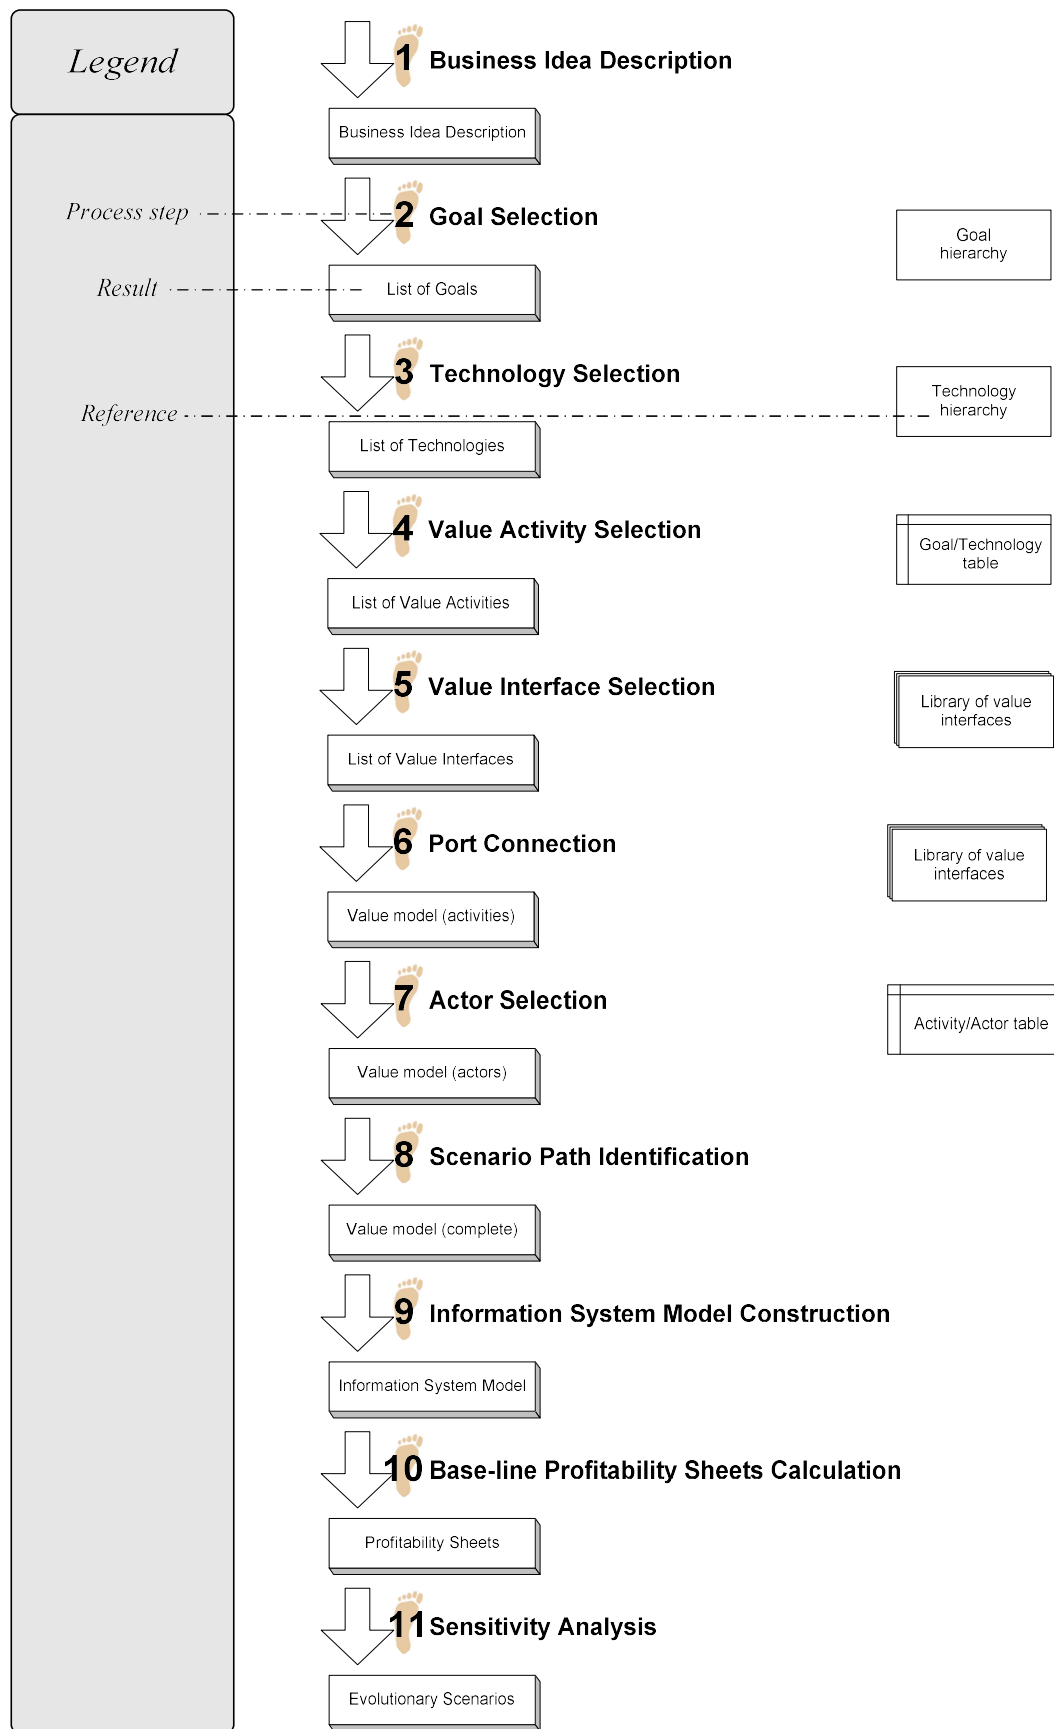 Legend
1 Business Idea Description
Business Idea Description
Process step
2 Goal Selection
Goal
hierarchy
Result
List of Goals
3 Technology Selection
Technology
hierarchy
Reference
List of Technologies
4 Value Activity Selection
Goal/Technology
table
List of Value Activities
5 Value Interface Selection
Library of value
interfaces
List of Value Interfaces
6 Port Connection
Library of value
interfaces
Value model (activities)
7 Actor Selection
Activity/Actor table
Value model (actors)
8 Scenario Path Identification
Value model (complete)
9 Information System Model Construction
Information System Model
10 Base-line Profitability Sheets Calculation
Profitability Sheets
11 Sensitivity Analysis
Evolutionary Scenarios